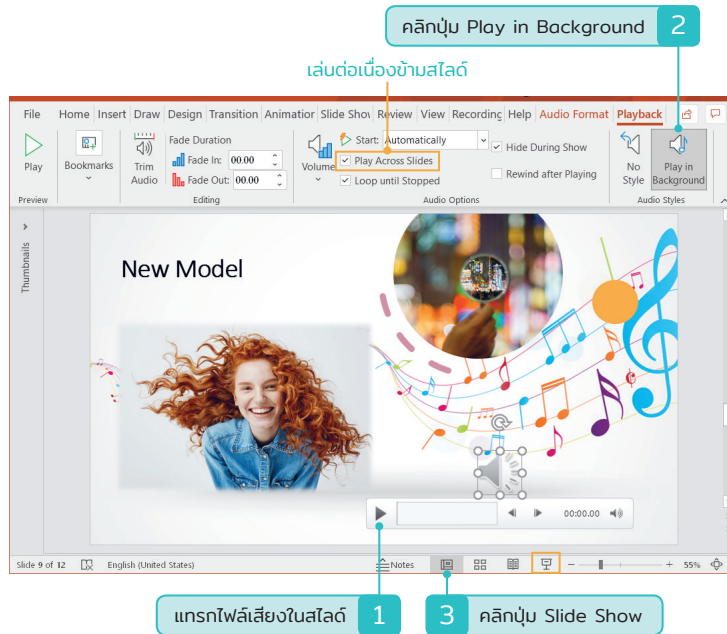 คลิกปุ่ม Play in Background 2
เล่นต่อเนื่องข้ามสไลด์
File Home Insert Draw Design Transition Animatior Slide Shov Review View Recording Help Audio Format Playback
Play
Bookmarks
Trim Audio
Fade Duration
Fade In: 00.00
Fade Out: 00.00
Volume
Start: Automatically
Play Across Slides
Loop until Stopped
Hide During Show
Rewind after Playing
No Style
Play in Background
Preview Editing Audio Options Audio Styles
Thumbnails
New Model
00:00.00
Slide 9 of 12 English (United States) Notes 55%
แทรกไฟล์เสียงในสไลด์ 1
3 คลิกปุ่ม Slide Show